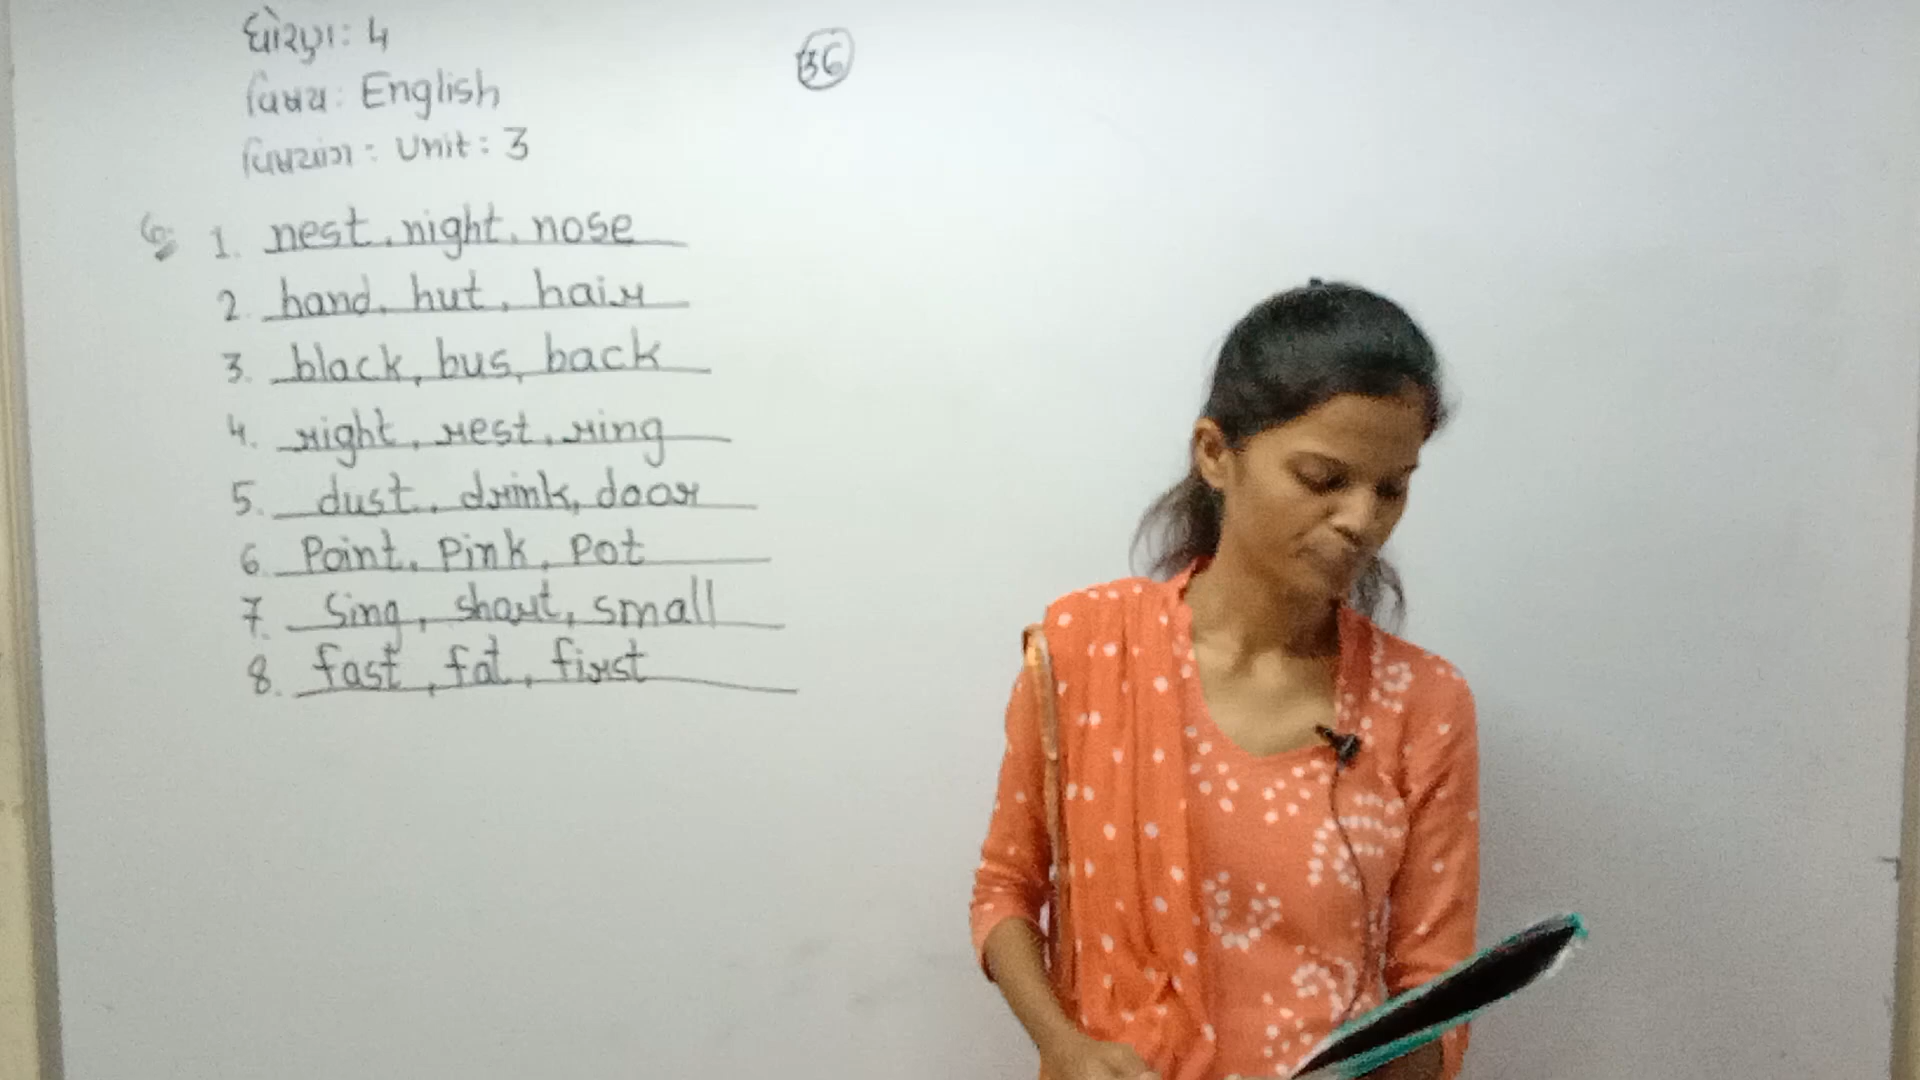 ધોરણ: 4
36
વિષય: English
વિષયાંગ: Unit: 3
6. 1. nest, night, nose
2. hand, hut, hair
3. black, bus, back
4. right, rest, ring
5. dust, drink, door
6. Point, Pink, Pot
7. Sing, short, small
8. fast, fat, first